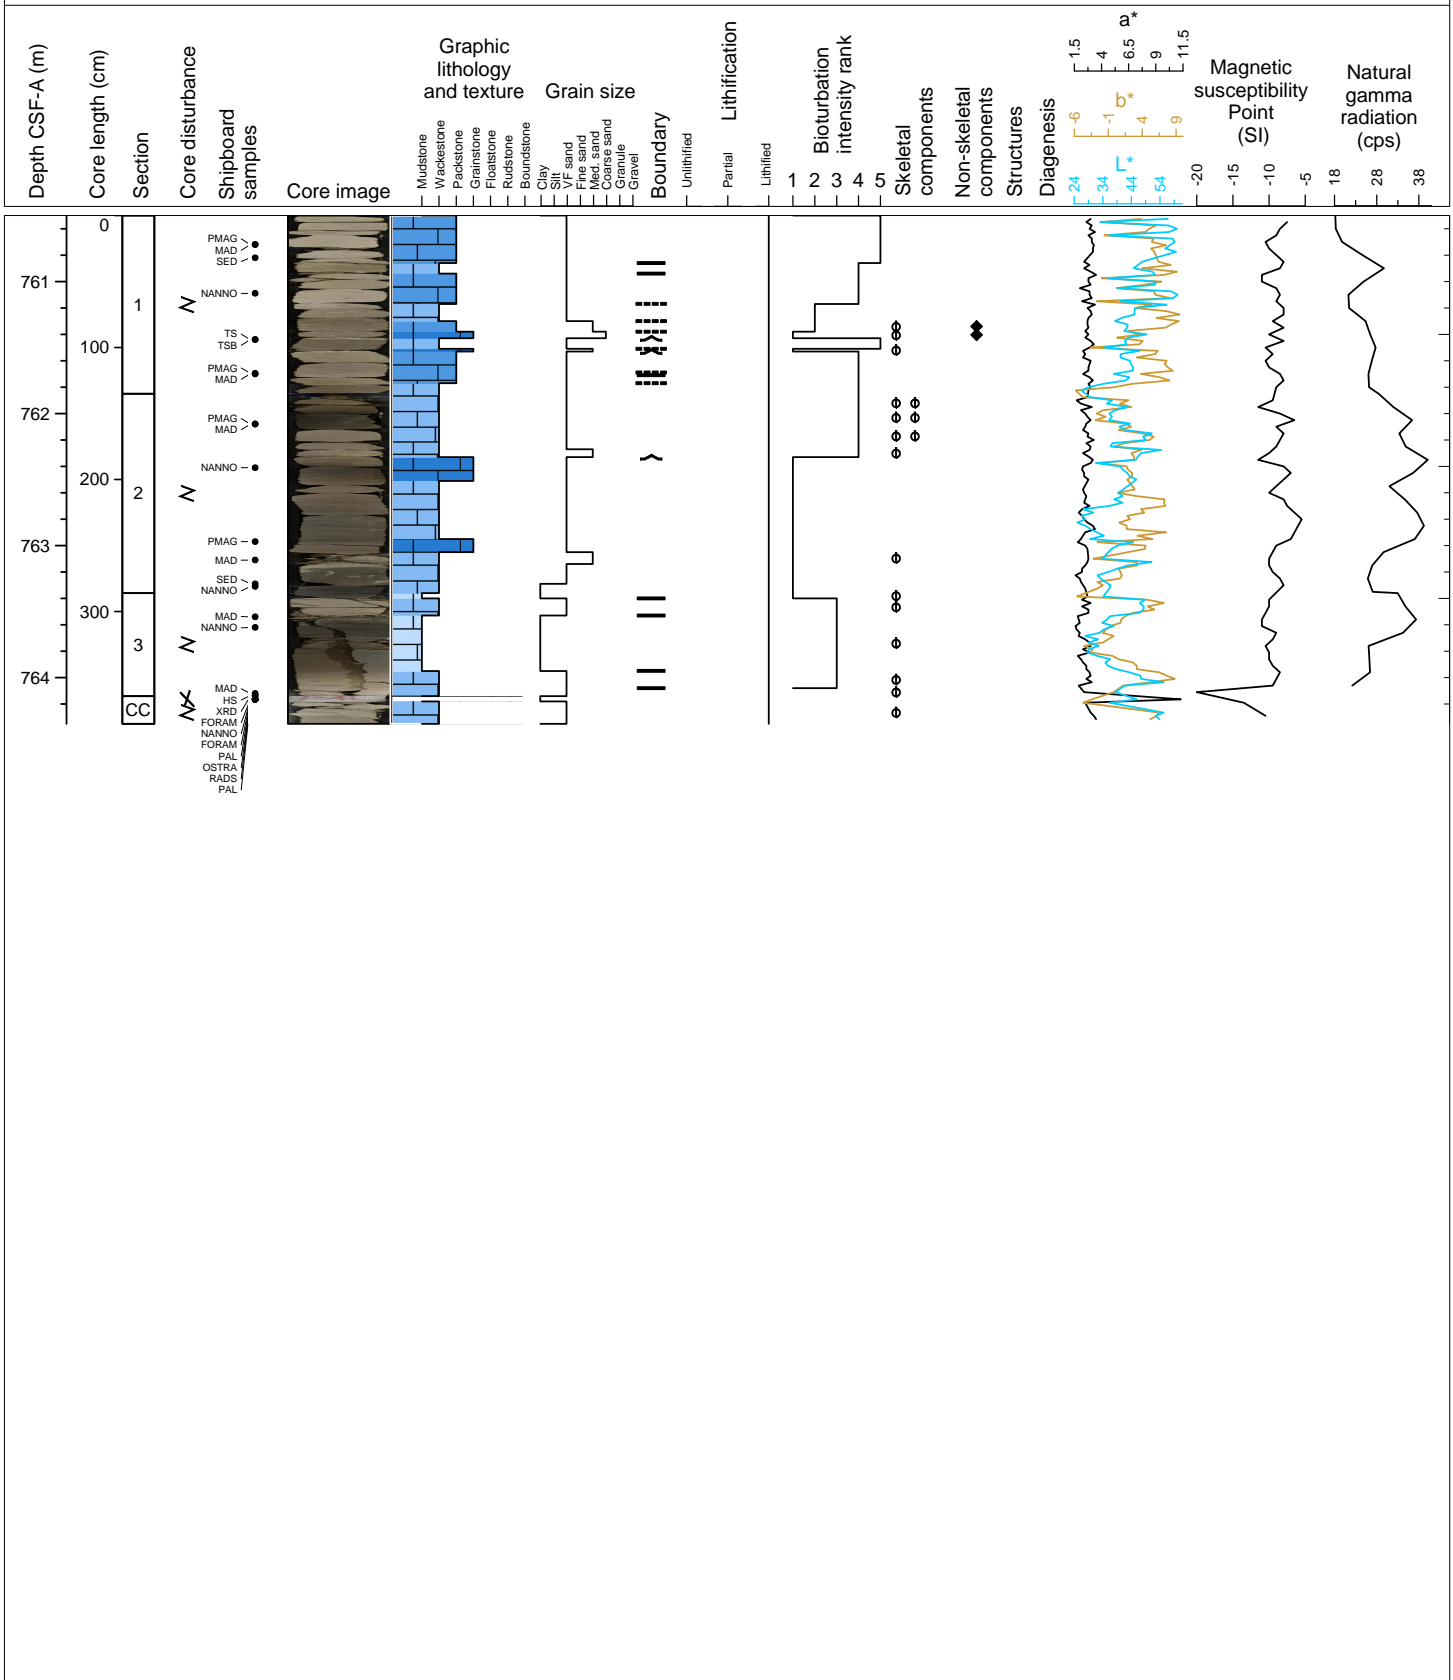 Depth CSF-A (m)
Core length (cm)
Section
Core disturbance
Shipboard
samples
Core image
Graphic
lithology
and texture
Mudstone
Wackestone
Packstone
Grainstone
Floatstone
Rudstone
Boundstone
Grain size
Clay
Silt
VF sand
Fine sand
Med. sand
Coarse sand
Granule
Gravel
Boundary
Lithification
Unlithified
Partial
Lithified
Bioturbation
intensity rank
1 2 3 4 5
Skeletal
components
Non-skeletal
components
Structures
Diagenesis
a*
1.5 4 6.5 9 11.5
b*
-6 -1 4 9
L*
24 34 44 54
Magnetic
susceptibility
Point
(SI)
-20 -15 -10 -5
Natural
gamma
radiation
(cps)
18 28 38
761
762
763
764
0
100
200
300
1
2
3
CC
PMAG
MAD
SED
NANNO
TS
TSB
PMAG
MAD
PMAG
MAD
NANNO
PMAG
MAD
SED
NANNO
MAD
NANNO
MAD
HS
XRD
FORAM
NANNO
FORAM
PAL
OSTRA
RADS
PAL